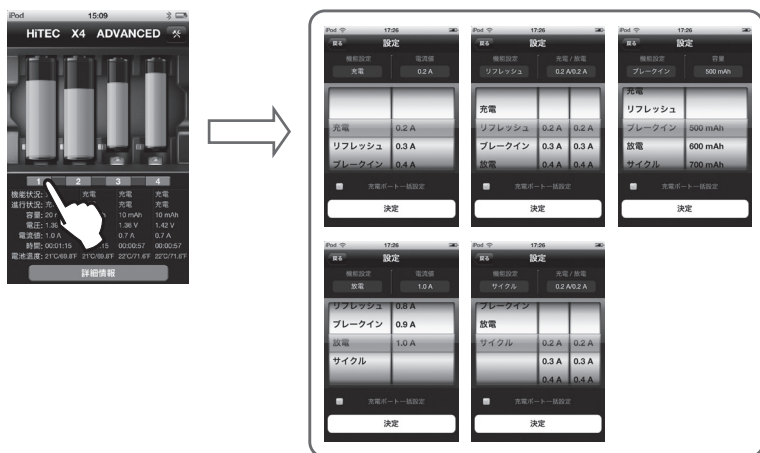 iPod 15:09
HiTEC X4 ADVANCED
1 2 3 4
機能状況: 充電 充電 充電
進行状況: 充電 充電
容量: 20 10 mAh 10 mAh
電圧: 1.36 1.36 V 1.42 V
電流値: 1.0 A 0.7 A 0.7 A
時間: 00:01:15 00:00:57 00:00:57
電池温度: 21℃/69.8℉ 21℃/69.8℉ 22℃/71.6℉ 22℃/71.6℉
詳細情報
iPod 17:26
戻る 設定
機能設定 電流値
充電 0.2 A
充電 0.2 A
リフレッシュ 0.3 A
ブレークイン 0.4 A
充電ポート一括設定
決定
iPod 17:26
戻る 設定
機能設定 充電 / 放電
リフレッシュ 0.2 A/0.2 A
充電
リフレッシュ 0.2 A 0.2 A
ブレークイン 0.3 A 0.3 A
放電 0.4 A 0.4 A
充電ポート一括設定
決定
iPod 17:26
戻る 設定
機能設定 容量
ブレークイン 500 mAh
充電
リフレッシュ
ブレークイン 500 mAh
放電 600 mAh
サイクル 700 mAh
充電ポート一括設定
決定
iPod 17:26
戻る 設定
機能設定 電流値
放電 1.0 A
リフレッシュ 0.8 A
ブレークイン 0.9 A
放電 1.0 A
サイクル
充電ポート一括設定
決定
iPod 17:26
戻る 設定
機能設定 充電 / 放電
サイクル 0.2 A/0.2 A
ブレークイン
放電
サイクル 0.2 A 0.2 A
0.3 A 0.3 A
0.4 A 0.4 A
充電ポート一括設定
決定